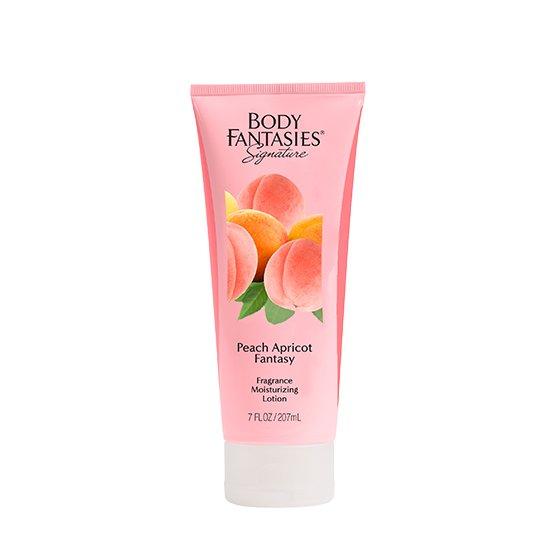 BODY
FANTASIES®
Signature
Peach Apricot
Fantasy
Fragrance
Moisturizing
Lotion
7 FL OZ / 207mL